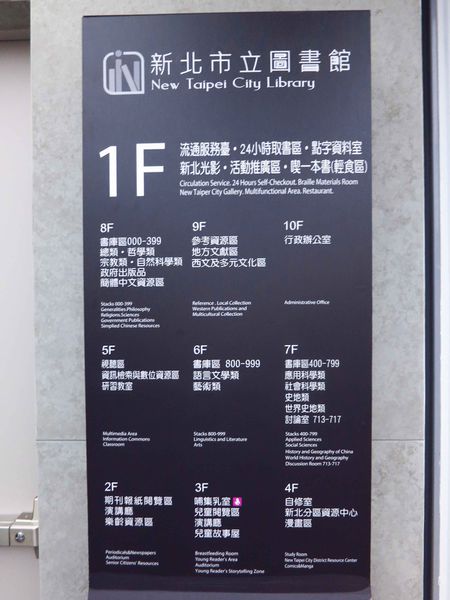 新北市立圖書館
New Taipei City Library
1F
流通服務臺・24小時取書區・點字資料室
新北光影・活動推廣區・喫一本書(輕食區)
Circulation Service. 24 Hours Self-Checkout. Braille Materials Room
New Taiper City Gallery. Multifunctional Area. Restaurant.
8F
書庫區000-399
總類・哲學類
宗教類・自然科學類
政府出版品
簡體中文資源區
Stacks 000-399
Generalities.Philosophy
Religions.Sciences
Government Publications
Simplied Chinese Resources
9F
參考資源區
地方文獻區
西文及多元文化區
Reference . Local Collection
Western Publications and
Multicultural Collection
10F
行政辦公室
Administrative Office
5F
視聽區
資訊檢索與數位資源區
研習教室
Multimedia Area
Information Commons
Classroom
6F
書庫區 800-999
語言文學類
藝術類
Stacks 800-999
Linguistics and Literature
Arts
7F
書庫區400-799
應用科學類
社會科學類
史地類
世界史地類
討論室 713-717
Stacks 400-799
Applied Sciences
Social Sciences
History and Geography of China
World History and Geography
Discussion Room 713-717
2F
期刊報紙閱覽區
演講廳
樂齡資源區
Periodicals&Newspapers
Auditorium
Senior Citizens' Resources
3F
哺集乳室
兒童閱覽區
演講廳
兒童故事屋
Breastfeeding Room
Young Reader's Area
Auditorium
Young Reader's Storytelling Zone
4F
自修室
新北分區資源中心
漫畫區
Study Room
New Taipei City District Resource Center
Comics&Manga